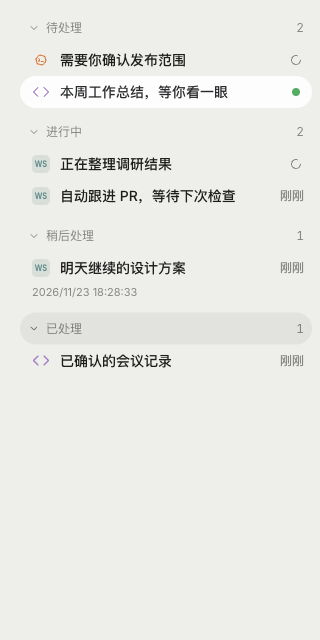 待处理 2
需要你确认发布范围
本周工作总结，等你看一眼
进行中 2
WS 正在整理调研结果
WS 自动跟进 PR，等待下次检查 刚刚
稍后处理 1
WS 明天继续的设计方案 刚刚
2026/11/23 18:28:33
已处理 1
已确认的会议记录 刚刚